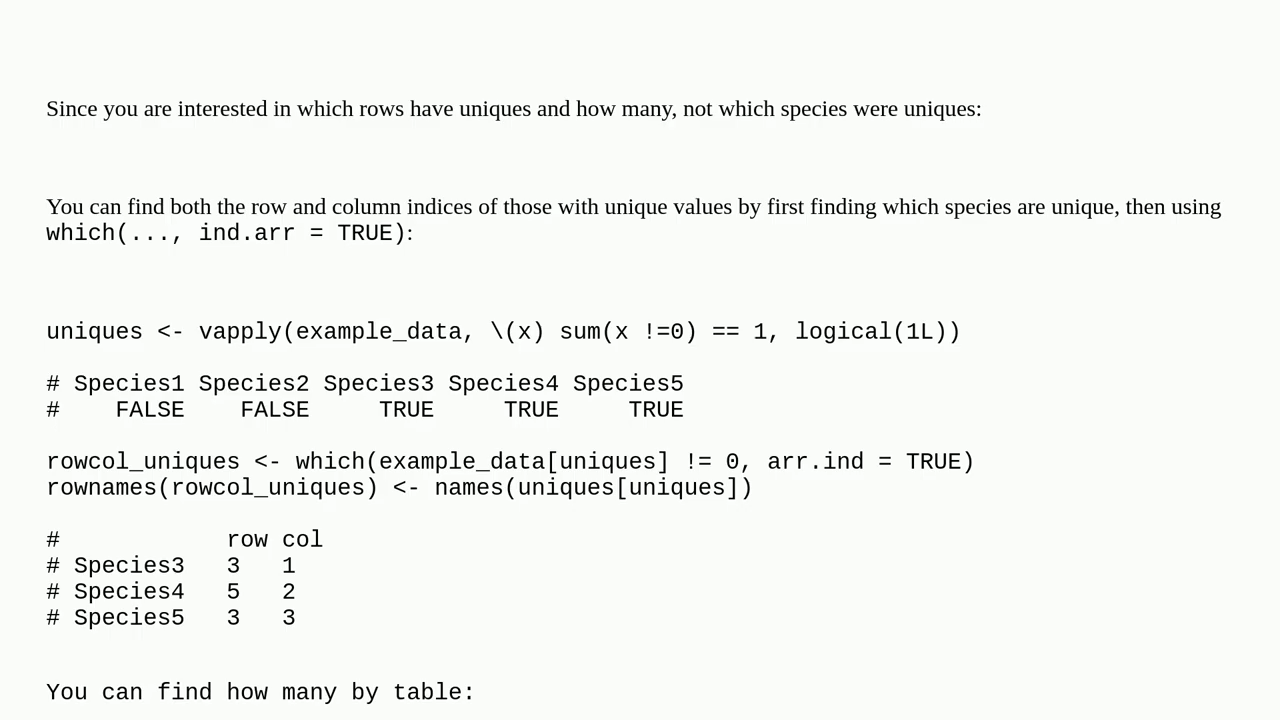 Since you are interested in which rows have uniques and how many, not which species were uniques:
You can find both the row and column indices of those with unique values by first finding which species are unique, then using
which(..., ind.arr = TRUE):
uniques <- vapply(example_data, \(x) sum(x !=0) == 1, logical(1L))
# Species1 Species2 Species3 Species4 Species5
#    FALSE    FALSE     TRUE     TRUE     TRUE
rowcol_uniques <- which(example_data[uniques] != 0, arr.ind = TRUE)
rownames(rowcol_uniques) <- names(uniques[uniques])
#            row col
# Species3   3   1
# Species4   5   2
# Species5   3   3
You can find how many by table: